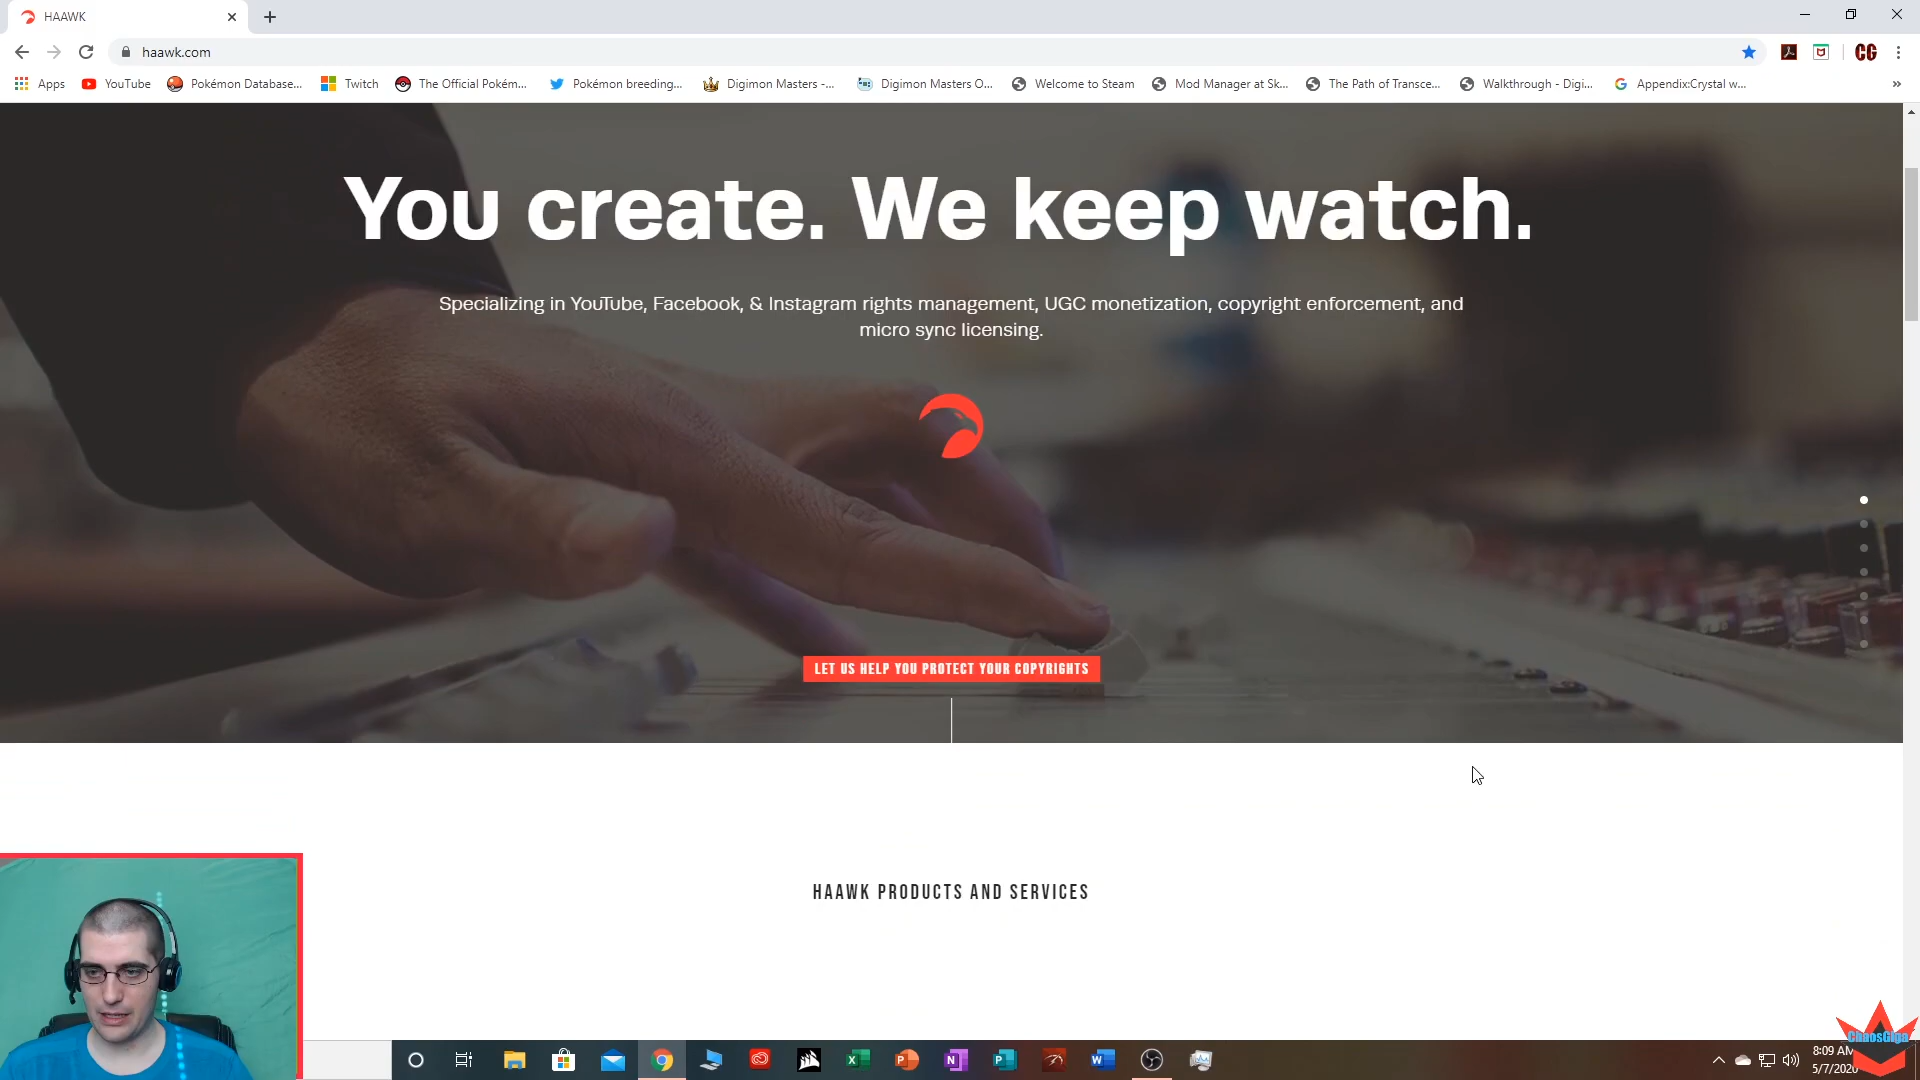 HAAWK
haawk.com
CG
Apps YouTube Pokémon Database... Twitch The Official Pokém... Pokémon breeding... Digimon Masters -... Digimon Masters O... Welcome to Steam Mod Manager at Sk... The Path of Transce... Walkthrough - Digi... Appendix:Crystal w... »
You create. We keep watch.
Specializing in YouTube, Facebook, & Instagram rights management, UGC monetization, copyright enforcement, and
micro sync licensing.
LET US HELP YOU PROTECT YOUR COPYRIGHTS
HAAWK PRODUCTS AND SERVICES
ChaosGiga
8:09 AM
5/7/2020